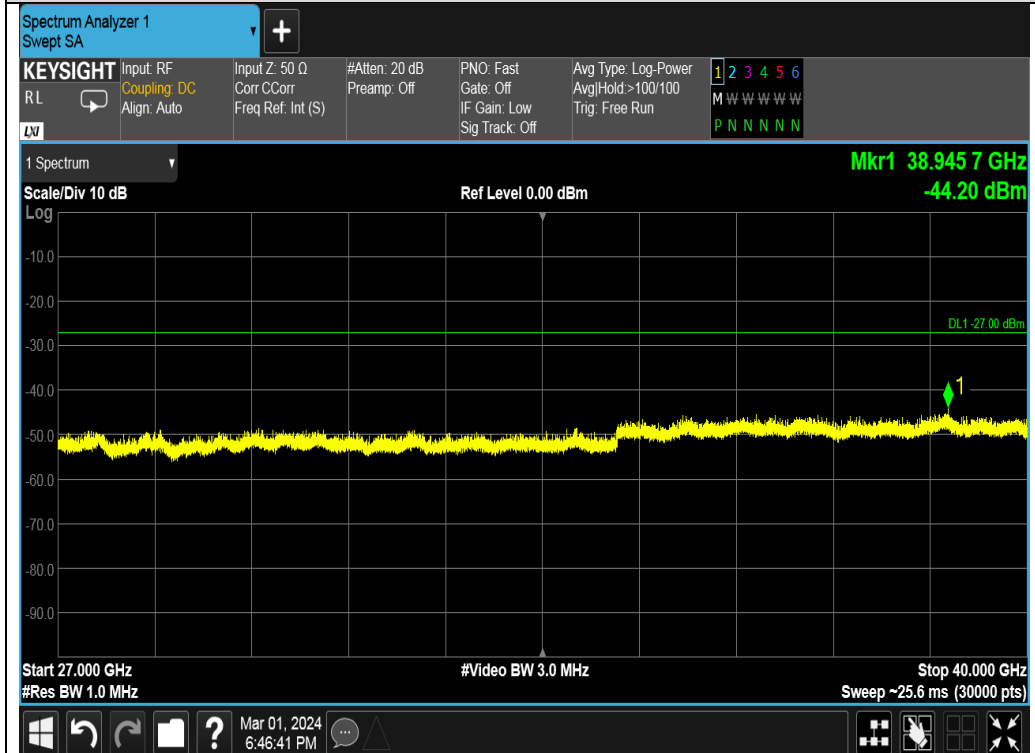 Spectrum Analyzer 1
Swept SA
+
KEYSIGHT
RL
LXI
Input: RF
Coupling: DC
Align: Auto
Input Z: 50 Ω
Corr CCorr
Freq Ref: Int (S)
#Atten: 20 dB
Preamp: Off
PNO: Fast
Gate: Off
IF Gain: Low
Sig Track: Off
Avg Type: Log-Power
Avg|Hold:>100/100
Trig: Free Run
1 2 3 4 5 6
M W W W W W
P N N N N N
1 Spectrum
Mkr1 38.945 7 GHz
-44.20 dBm
Scale/Div 10 dB
Ref Level 0.00 dBm
Log
-10.0
-20.0
DL1 -27.00 dBm
-30.0
-40.0
1
-50.0
-60.0
-70.0
-80.0
-90.0
Start 27.000 GHz
#Video BW 3.0 MHz
Stop 40.000 GHz
#Res BW 1.0 MHz
Sweep ~25.6 ms (30000 pts)
?
Mar 01, 2024
6:46:41 PM